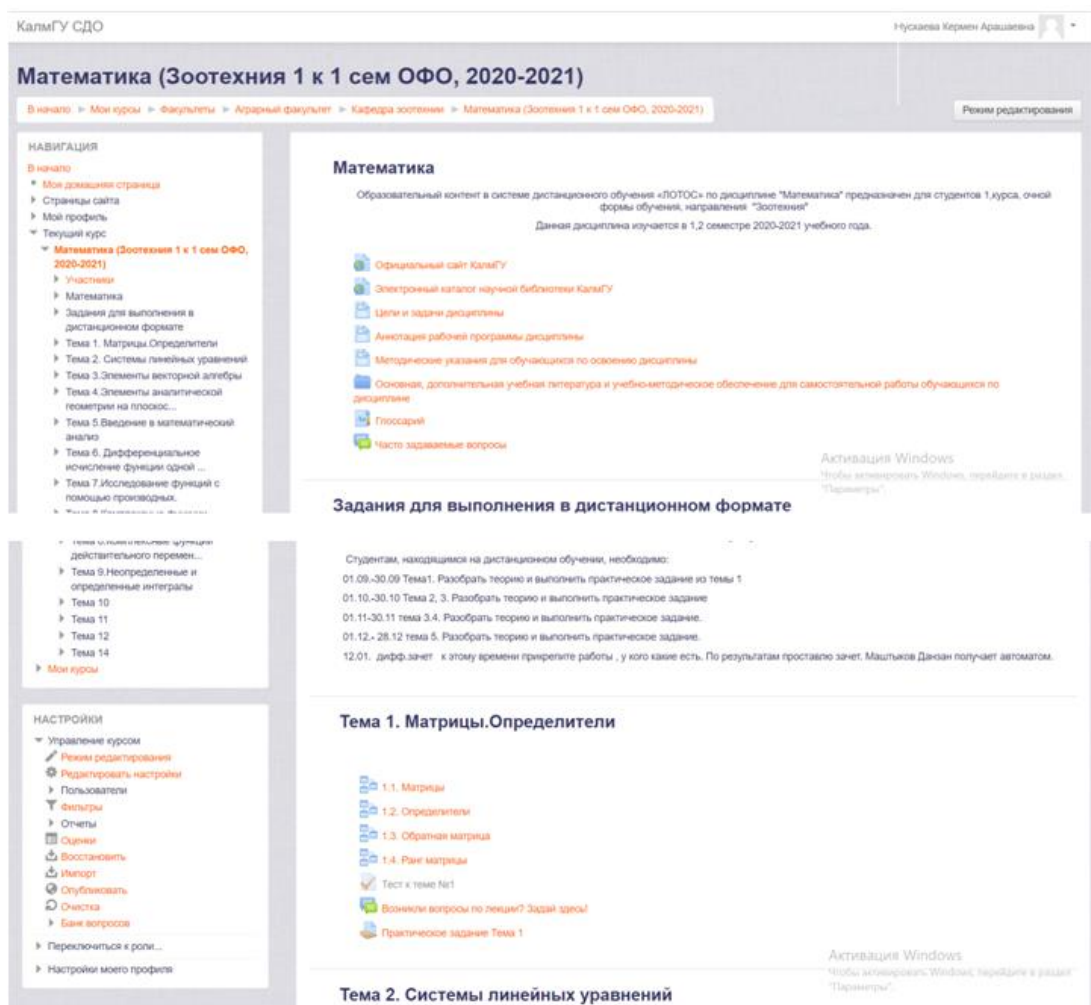 КалмГУ СДО
Нускаева Кермен Арашаевна
Математика (Зоотехния 1 к 1 сем ОФО, 2020-2021)
В начало ► Мои курсы ► Факультеты ► Аграрный факультет ► Кафедра зоотехнии ► Математика (Зоотехния 1 к 1 сем ОФО, 2020-2021)
Режим редактирования
НАВИГАЦИЯ
В начало
Моя домашняя страница
Страницы сайта
Мой профиль
Текущий курс
Математика (Зоотехния 1 к 1 сем ОФО,
2020-2021)
Участники
Математика
Задания для выполнения в
дистанционном формате
Тема 1. Матрицы.Определители
Тема 2. Системы линейных уравнений
Тема 3.Элементы векторной алгебры
Тема 4.Элементы аналитической
геометрии на плоскос...
Тема 5.Введение в математический
анализ
Тема 6. Дифференциальное
исчисление функции одной ...
Тема 7.Исследование функций с
помощью производных.
Математика
Образовательный контент в системе дистанционного обучения «ЛОТОС» по дисциплине "Математика" предназначен для студентов 1,курса, очной
формы обучения, направления "Зоотехния"
Данная дисциплина изучается в 1,2 семестре 2020-2021 учебного года.
Официальный сайт КалмГУ
Электронный каталог научной библиотеки КалмГУ
Цели и задачи дисциплины
Аннотация рабочей программы дисциплины
Методические указания для обучающихся по освоению дисциплины
Основная, дополнительная учебная литература и учебно-методическое обеспечение для самостоятельной работы обучающихся по
дисциплине
Глоссарий
Часто задаваемые вопросы
Активация Windows
Чтобы активировать Windows, перейдите в раздел
"Параметры".
Задания для выполнения в дистанционном формате
Тема 8.Комплексные функции
действительного перемен...
Тема 9.Неопределенные и
определенные интегралы
Тема 10
Тема 11
Тема 12
Тема 14
Мои курсы
НАСТРОЙКИ
Управление курсом
Режим редактирования
Редактировать настройки
Пользователи
Фильтры
Отчеты
Оценки
Восстановить
Импорт
Опубликовать
Очистка
Банк вопросов
Переключиться к роли...
Настройки моего профиля
Студентам, находящимся на дистанционном обучении, необходимо:
01.09.-30.09 Тема1. Разобрать теорию и выполнить практическое задание из темы 1
01.10.-30.10 Тема 2, 3. Разобрать теорию и выполнить практическое задание
01.11-30.11 тема 3.4. Разобрать теорию и выполнить практическое задание.
01.12.- 28.12 тема 5. Разобрать теорию и выполнить практическое задание.
12.01. дифф.зачет к этому времени прикрепите работы , у кого какие есть. По результатам проставлю зачет. Маштыков Данзан получает автоматом.
Тема 1. Матрицы.Определители
1.1. Матрицы
1.2. Определители
1.3. Обратная матрица
1.4. Ранг матрицы
Тест к теме №1
Возникли вопросы по лекции? Задай здесь!
Практическое задание Тема 1
Активация Windows
Чтобы активировать Windows, перейдите в раздел
"Параметры".
Тема 2. Системы линейных уравнений